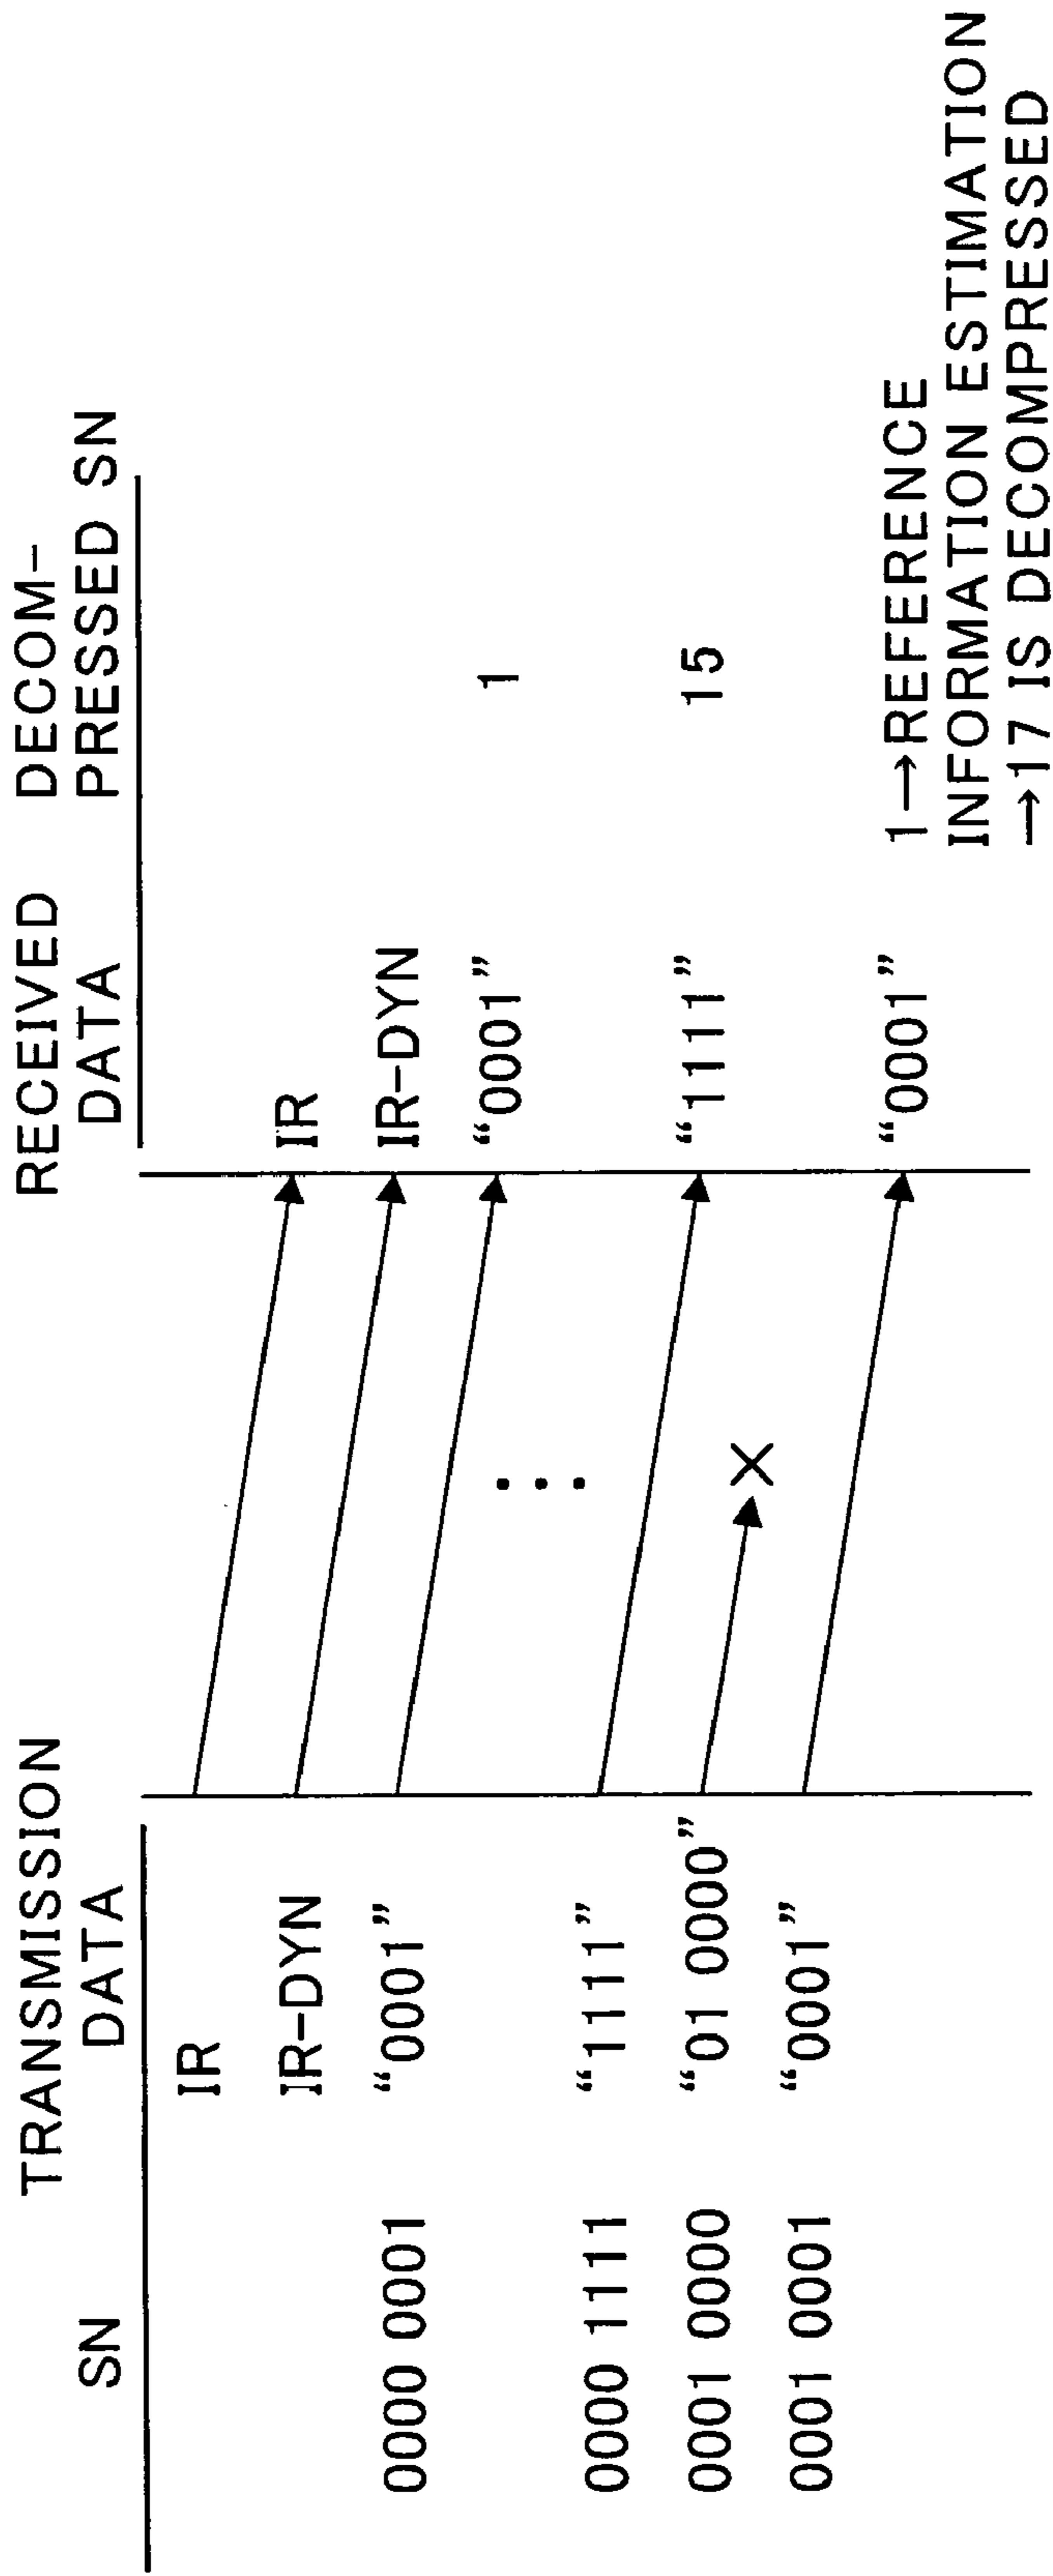 TRANSMISSION RECEIVED DECOM-
SN DATA DATA PRESSED SN
IR IR
IR-DYN IR-DYN
0000 0001 “0001” “0001” 1
0000 1111 “1111” “1111” 15
0001 0000 “01 0000”
0001 0001 “0001” “0001” 1→REFERENCE
INFORMATION ESTIMATION
→17 IS DECOMPRESSED